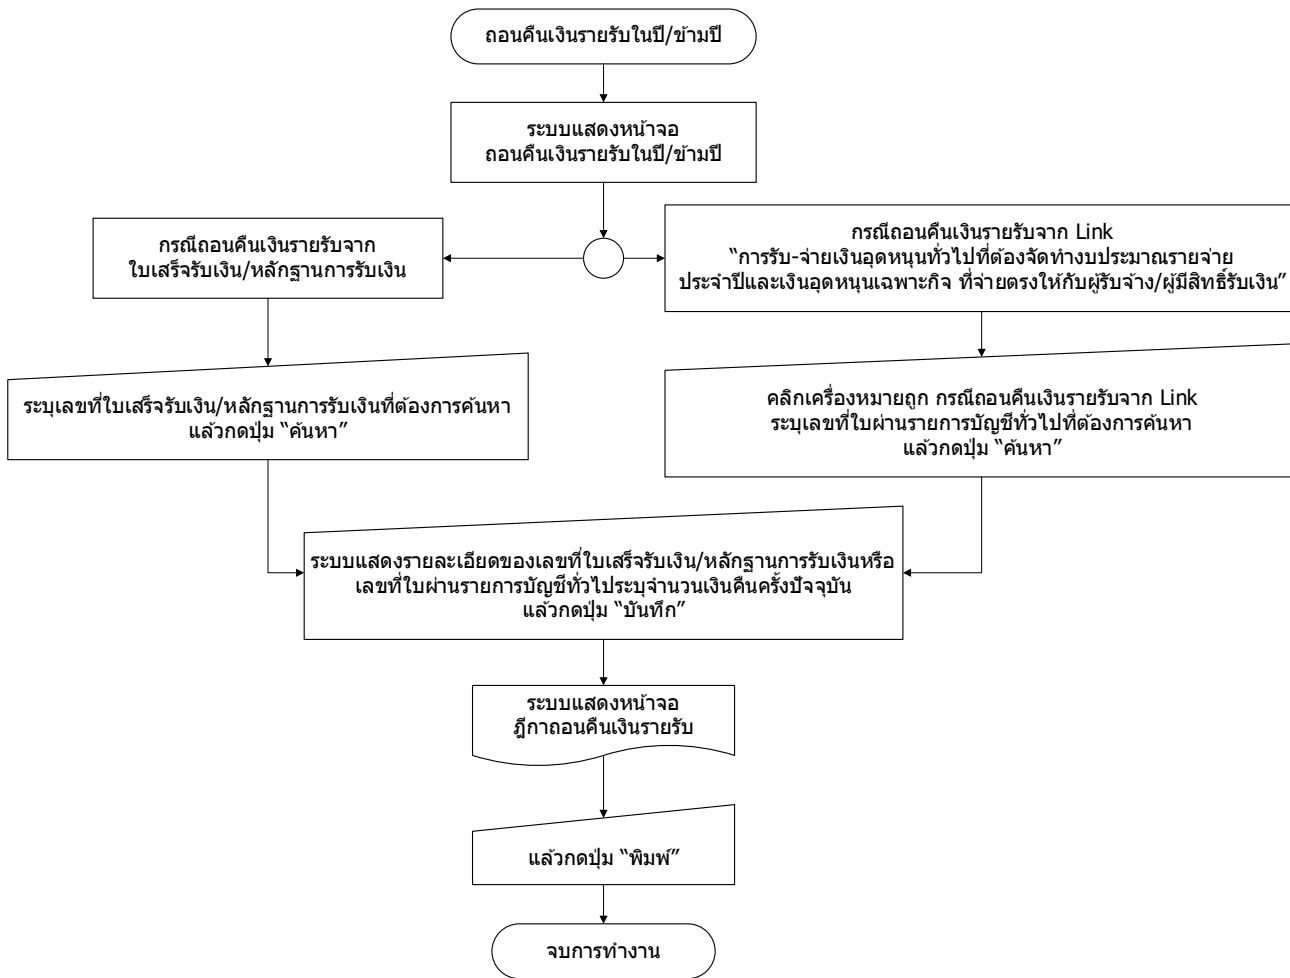 ถอนคืนเงินรายรับในปี/ข้ามปี
ระบบแสดงหน้าจอ
ถอนคืนเงินรายรับในปี/ข้ามปี
กรณีถอนคืนเงินรายรับจาก
ใบเสร็จรับเงิน/หลักฐานการรับเงิน
กรณีถอนคืนเงินรายรับจาก Link
“การรับ-จ่ายเงินอุดหนุนทั่วไปที่ต้องจัดทำงบประมาณรายจ่าย
ประจำปีและเงินอุดหนุนเฉพาะกิจ ที่จ่ายตรงให้กับผู้รับจ้าง/ผู้มีสิทธิ์รับเงิน”
ระบุเลขที่ใบเสร็จรับเงิน/หลักฐานการรับเงินที่ต้องการค้นหา
แล้วกดปุ่ม “ค้นหา”
คลิกเครื่องหมายถูก กรณีถอนคืนเงินรายรับจาก Link
ระบุเลขที่ใบผ่านรายการบัญชีทั่วไปที่ต้องการค้นหา
แล้วกดปุ่ม “ค้นหา”
ระบบแสดงรายละเอียดของเลขที่ใบเสร็จรับเงิน/หลักฐานการรับเงินหรือ
เลขที่ใบผ่านรายการบัญชีทั่วไประบุจำนวนเงินคืนครั้งปัจจุบัน
แล้วกดปุ่ม “บันทึก”
ระบบแสดงหน้าจอ
ฎีกาถอนคืนเงินรายรับ
แล้วกดปุ่ม “พิมพ์”
จบการทำงาน